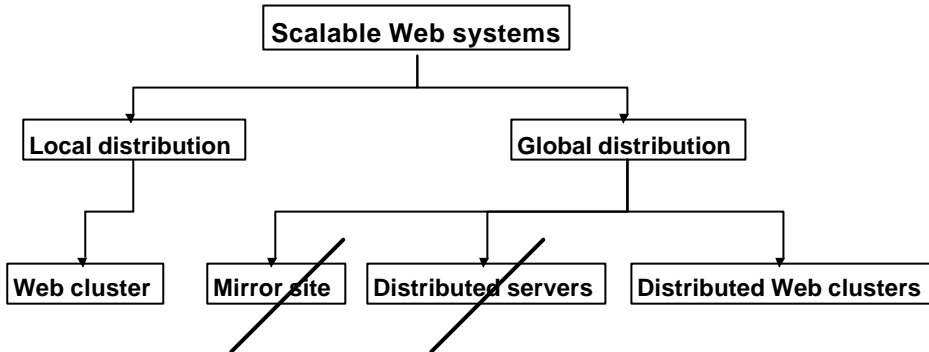 Scalable Web systems
Local distribution
Global distribution
Web cluster
Mirror site
Distributed servers
Distributed Web clusters